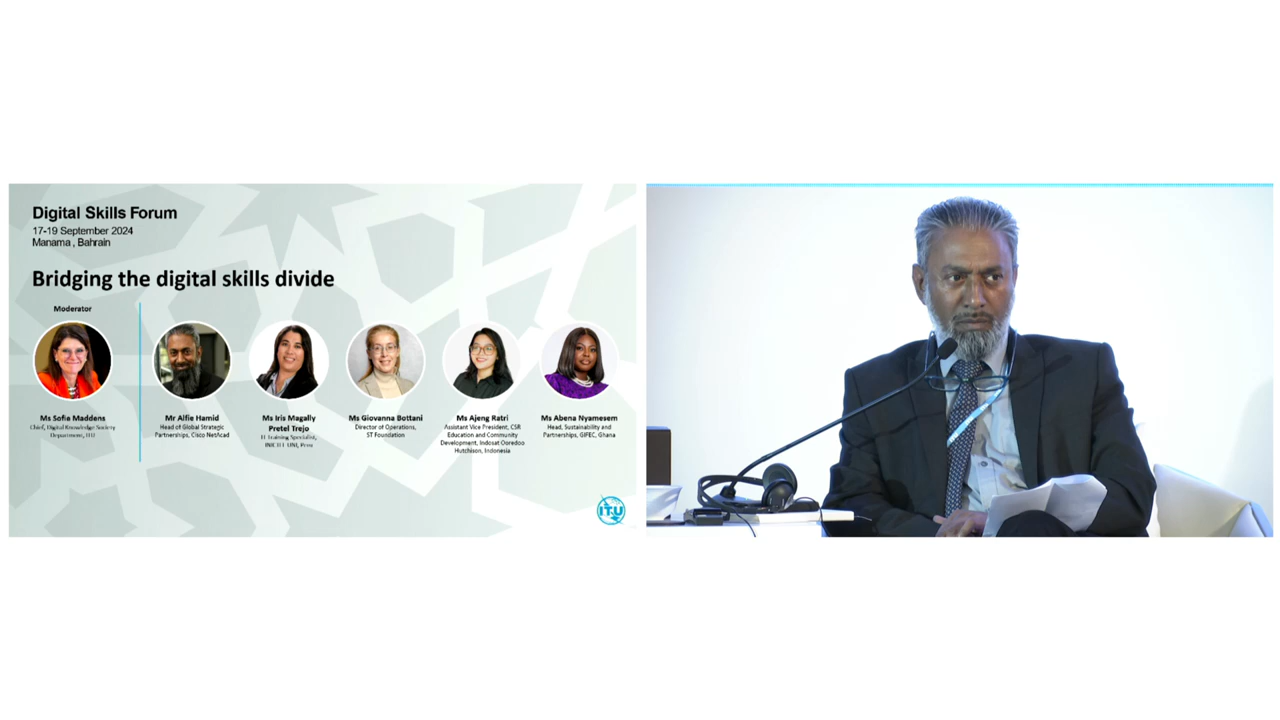 Digital Skills Forum
17-19 September 2024
Manama , Bahrain
Bridging the digital skills divide
Moderator
Ms Sofia Maddens
Chief, Digital Knowledge Society
Department, ITU
Mr Alfie Hamid
Head of Global Strategic
Partnerships, Cisco NetAcad
Ms Iris Magally
Pretel Trejo
IT Training Specialist,
Peru
Ms Giovanna Bottani
Director of Operations,
ST Foundation
Ms Ajeng Ratri
Assistant Vice President, CSR
Education and Community
Development, Indosat Ooredoo
Hutchison, Indonesia
Ms Abena Nyamesem
Head, Sustainability and
Partnerships, GIFEC, Ghana
ITU